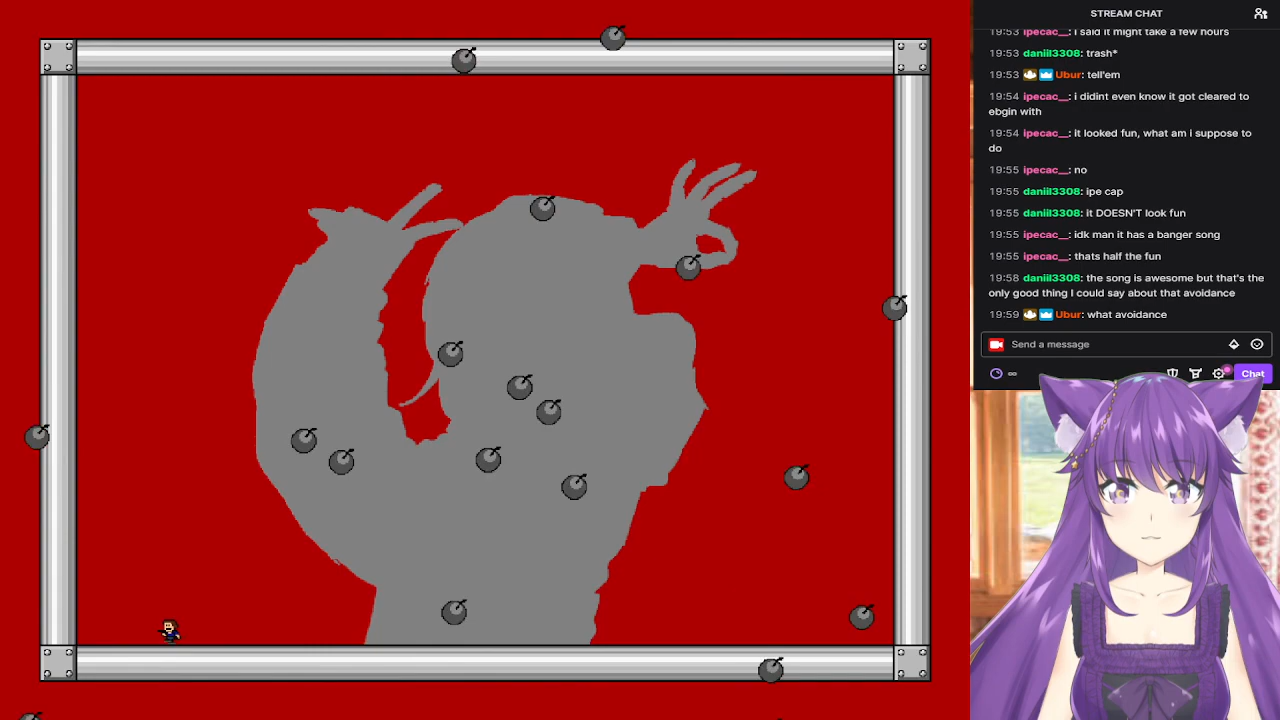 STREAM CHAT
19:53 ipecac__: i said it might take a few hours
19:53 daniil3308: trash*
19:53 Ubur: tell'em
19:54 ipecac__: i didint even know it got cleared to
ebgin with
19:54 ipecac__: it looked fun, what am i suppose to
do
19:55 ipecac__: no
19:55 daniil3308: ipe cap
19:55 daniil3308: it DOESN'T look fun
19:55 ipecac__: idk man it has a banger song
19:55 ipecac__: thats half the fun
19:58 daniil3308: the song is awesome but that's the
only good thing I could say about that avoidance
19:59 Ubur: what avoidance
Send a message
∞ Chat